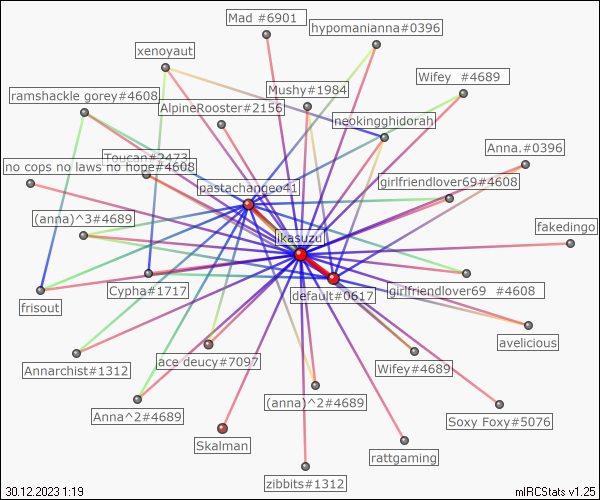 Mad #6901
hypomanianna#0396
xenoyaut
Wifey  #4689
Mushy#1984
ramshackle gorey#4608
AlpineRooster#2156
neokingghidorah
Anna.#0396
Toucan#2473
no cops no laws no hope#4608
pastachangeo41
girlfriendlover69#4608
(anna)^3#4689
fakedingo
ikasuzu
Cypha#1717
default#0617
girlfriendlover69  #4608
frisout
avelicious
ace deucy#7097
Annarchist#1312
Wifey#4689
(anna)^2#4689
Anna^2#4689
Soxy Foxy#5076
Skalman
rattgaming
zibbits#1312
30.12.2023 1:19
mIRCStats v1.25